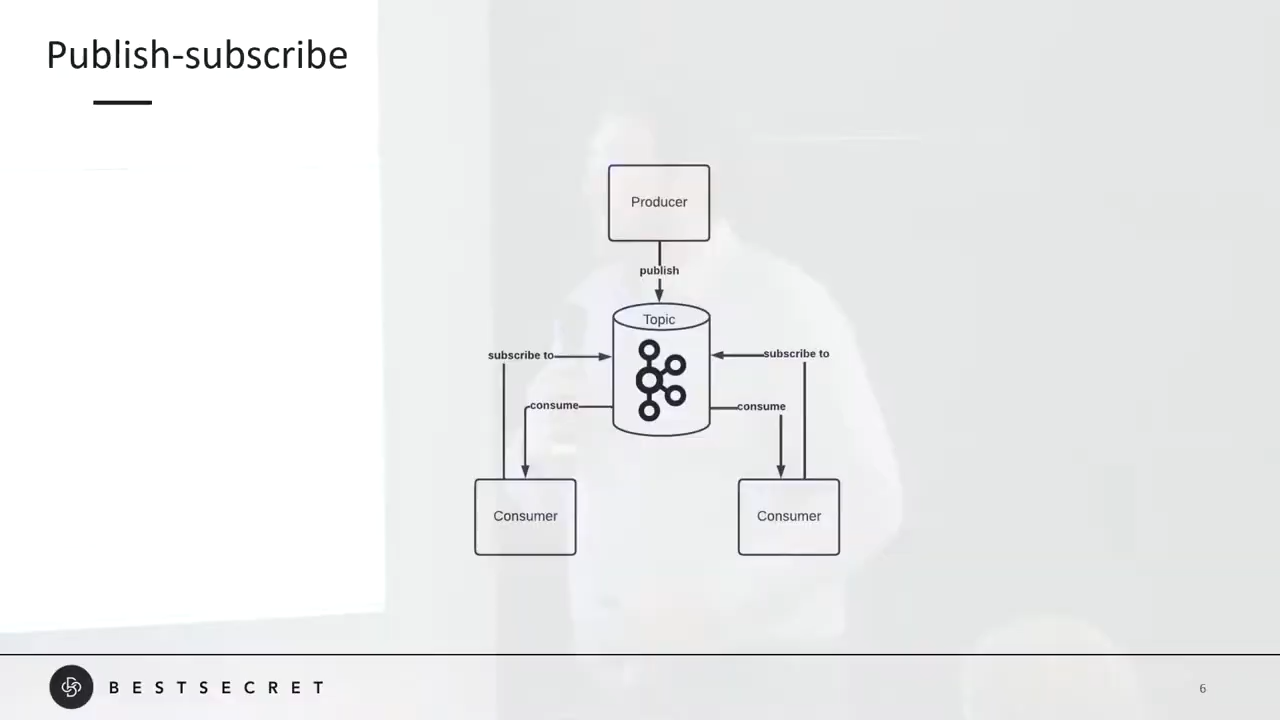 Publish-subscribe
Producer
publish
Topic
subscribe to
subscribe to
consume
consume
Consumer
Consumer
BESTSECRET
6